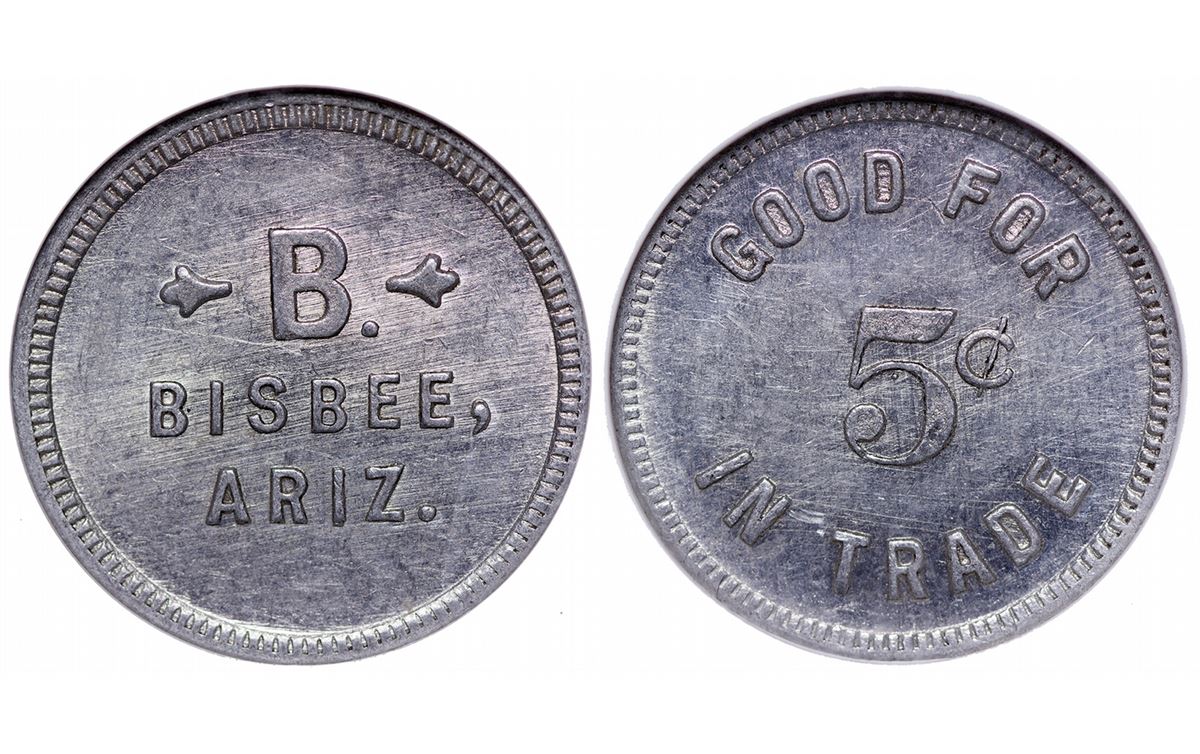 B.
BISBEE,
ARIZ.
GOOD FOR
5¢
IN TRADE